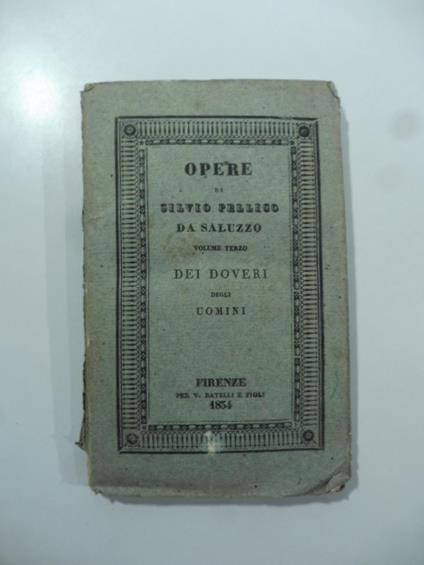 OPERE
DI
SILVIO PELLICO
DA SALUZZO
VOLUME TERZO
DEI DOVERI
DEGLI
UOMINI
FIRENZE
PER V. BATELLI E FIGLI
1834